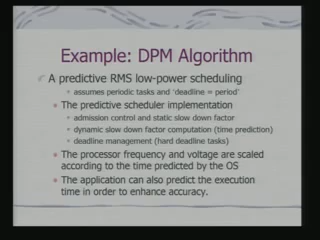 Example: DPM Algorithm
A predictive RMS low-power scheduling
assumes periodic tasks and 'deadline = period'
The predictive scheduler implementation
admission control and static slow down factor
dynamic slow down factor computation (time prediction)
deadline management (hard deadline tasks)
The processor frequency and voltage are scaled
according to the time predicted by the OS
The application can also predict the execution
time in order to enhance accuracy.